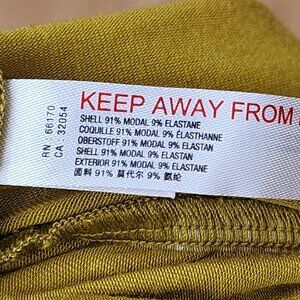 KEEP AWAY FROM
RN: 66170
CA: 32054
SHELL 91% MODAL 9% ELASTANE
COQUILLE 91% MODAL 9% ÉLASTHANNE
OBERSTOFF 91% MODAL 9% ELASTAN
SHELL 91% MODAL 9% ELASTAN
EXTERIOR 91% MODAL 9% ELASTANE
面料 91% 莫代尔 9% 氨纶